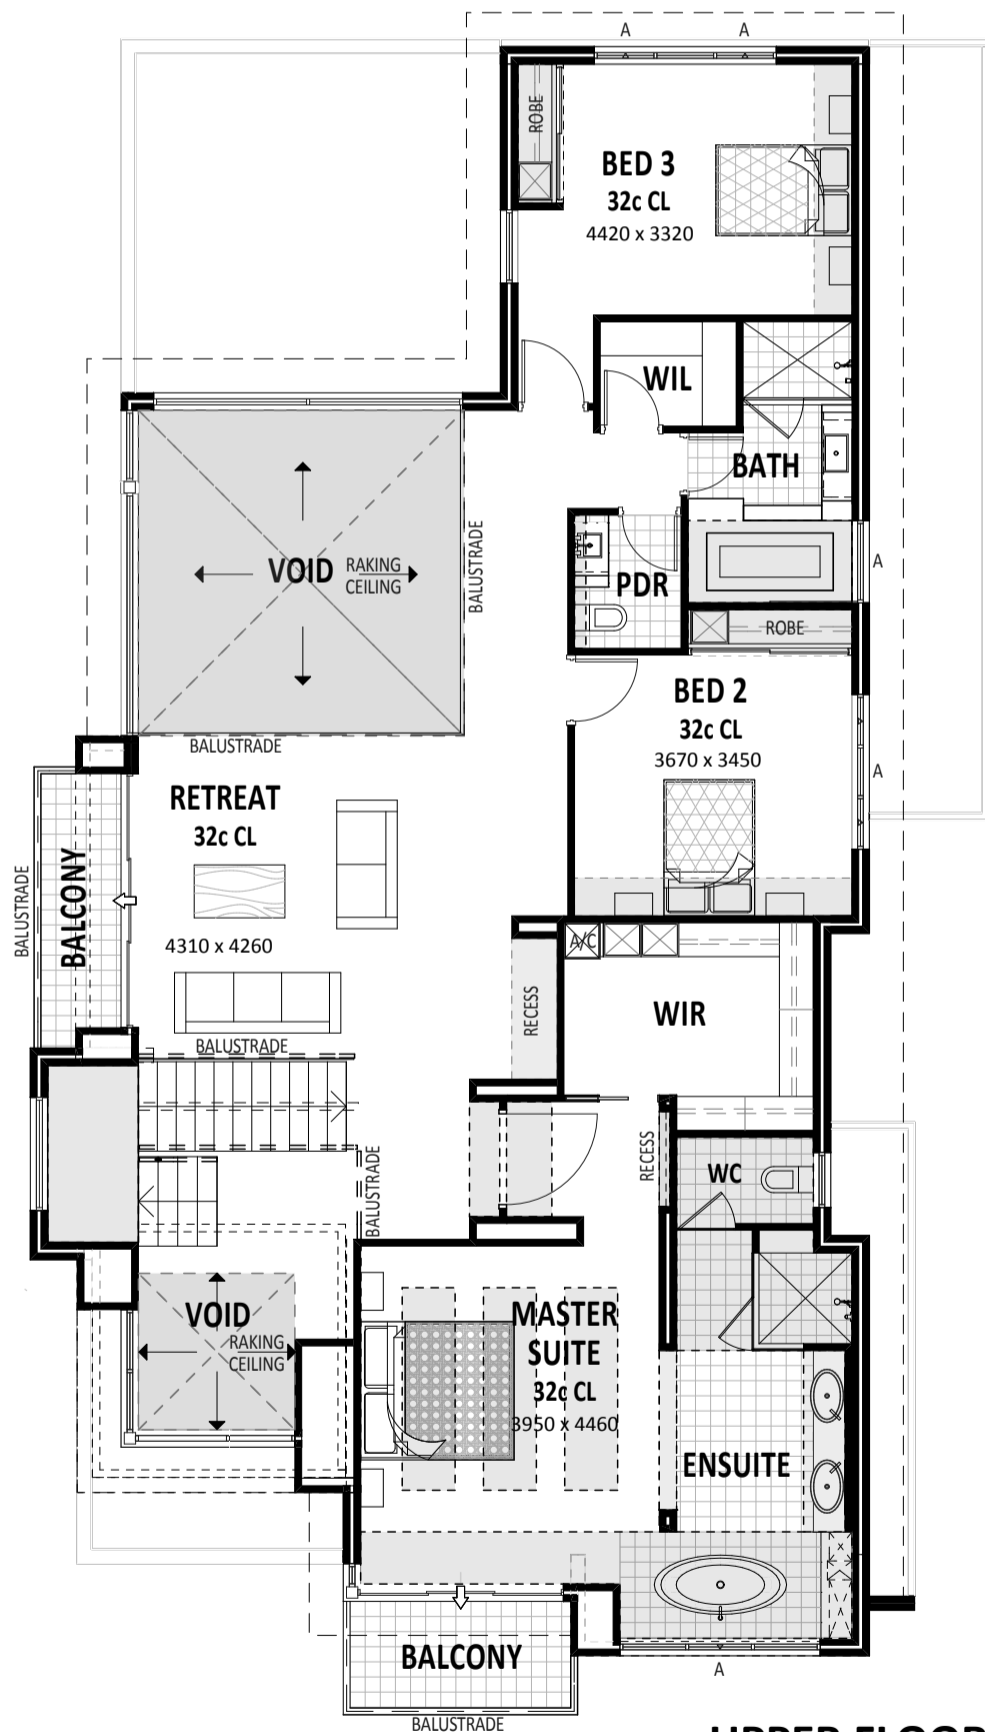 A
A
ROBE
BED 3
32c CL
4420 x 3320
WIL
BATH
VOID
RAKING
CEILING
BALUSTRADE
PDR
A
ROBE
BED 2
32c CL
3670 x 3450
BALUSTRADE
A
RETREAT
32c CL
BALUSTRADE
BALCONY
4310 x 4260
A/C
WIR
RECESS
BALUSTRADE
RECESS
WC
BALUSTRADE
VOID
RAKING
CEILING
MASTER
SUITE
32c CL
3950 x 4460
ENSUITE
x
BALCONY
A
BALUSTRADE
UPPER FLOOR